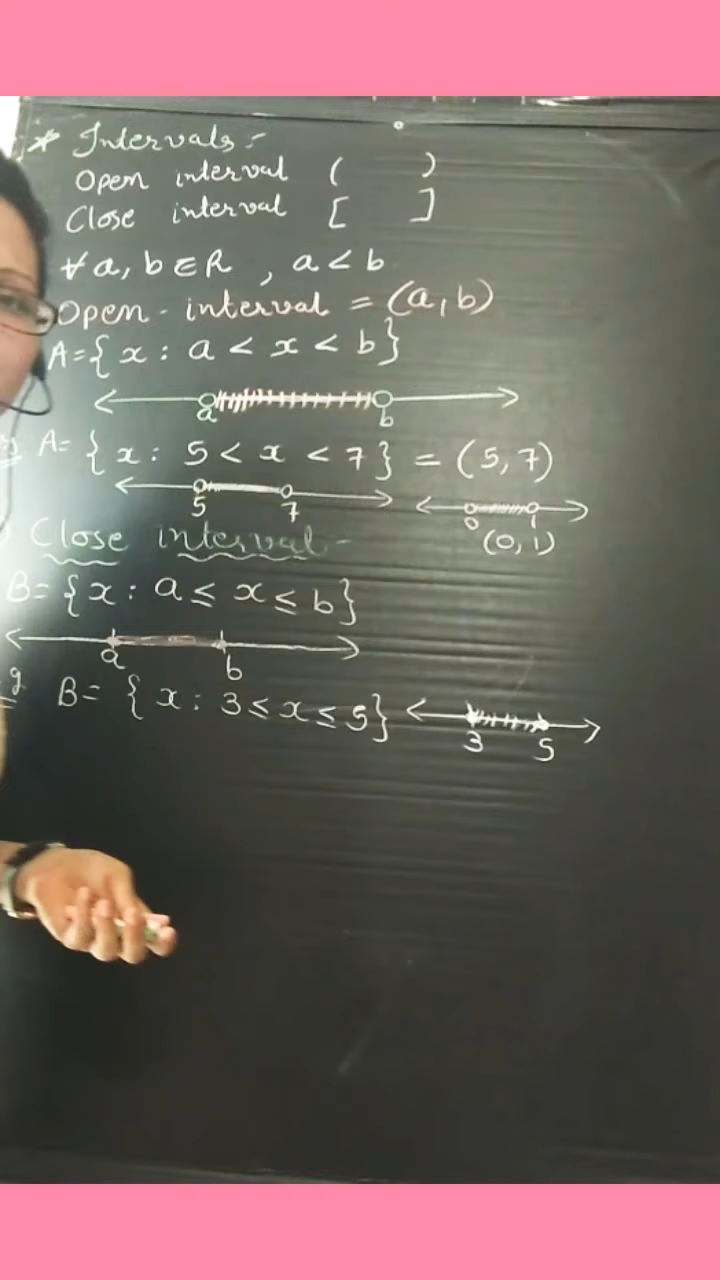 * Intervals :-
Open interval ( )
Close interval [ ]
∀ a, b ∈ R , a < b
Open - interval = (a, b)
A = { x : a < x < b }
a b
A = { x : 5 < x < 7 } = (5, 7)
5 7 0 1
(0, 1)
Close interval -
B = { x : a ≤ x ≤ b }
a b
B = { x : 3 ≤ x ≤ 5 }
3 5